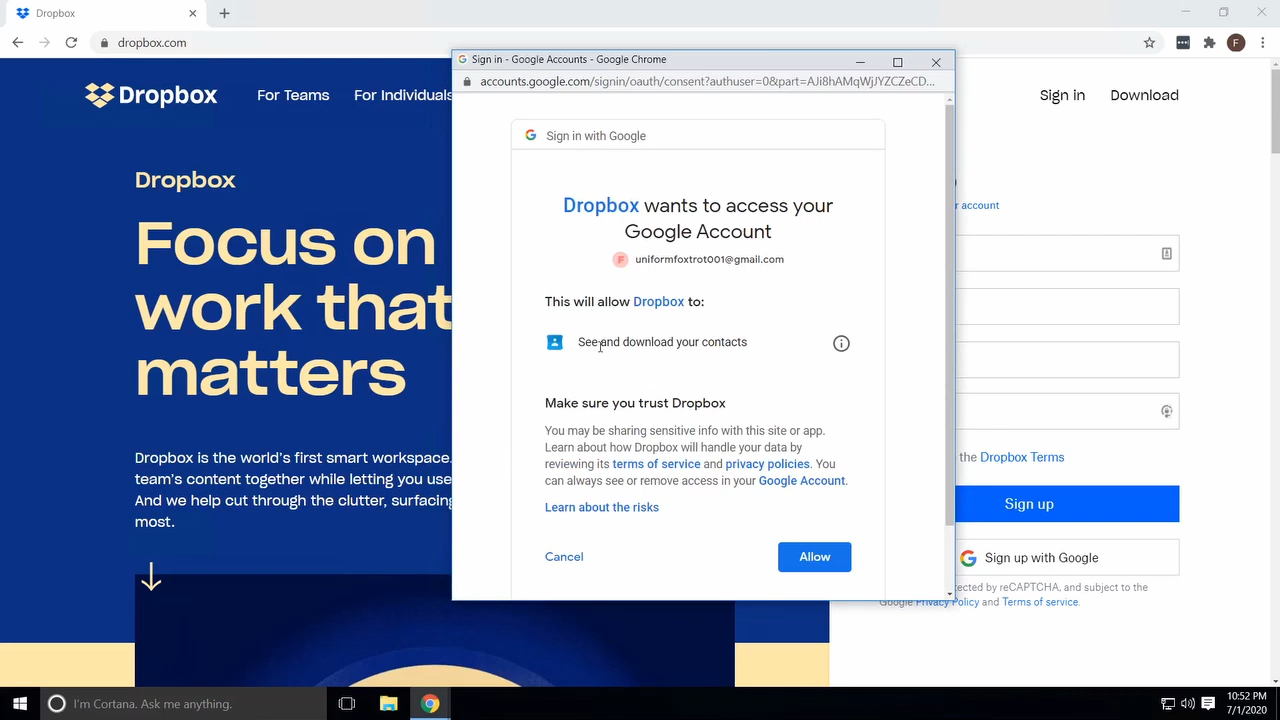 Dropbox
dropbox.com
F
Dropbox
For Teams
For Individuals
Sign in
Download
Dropbox
Focus on
work that
matters
Dropbox is the world's first smart workspace.
team's content together while letting you use
And we help cut through the clutter, surfacing
most.
Sign in - Google Accounts - Google Chrome
accounts.google.com/signin/oauth/consent?authuser=0&part=AJi8hAMqWjJYZCZeCD...
Sign in with Google
Dropbox wants to access your
Google Account
F
uniformfoxtrot001@gmail.com
This will allow Dropbox to:
See and download your contacts
Make sure you trust Dropbox
You may be sharing sensitive info with this site or app.
Learn about how Dropbox will handle your data by
reviewing its terms of service and privacy policies. You
can always see or remove access in your Google Account.
Learn about the risks
Cancel
Allow
account
the Dropbox Terms
Sign up
Sign up with Google
by reCAPTCHA, and subject to the
Google Privacy Policy and Terms of service.
I'm Cortana. Ask me anything.
10:52 PM
7/1/2020